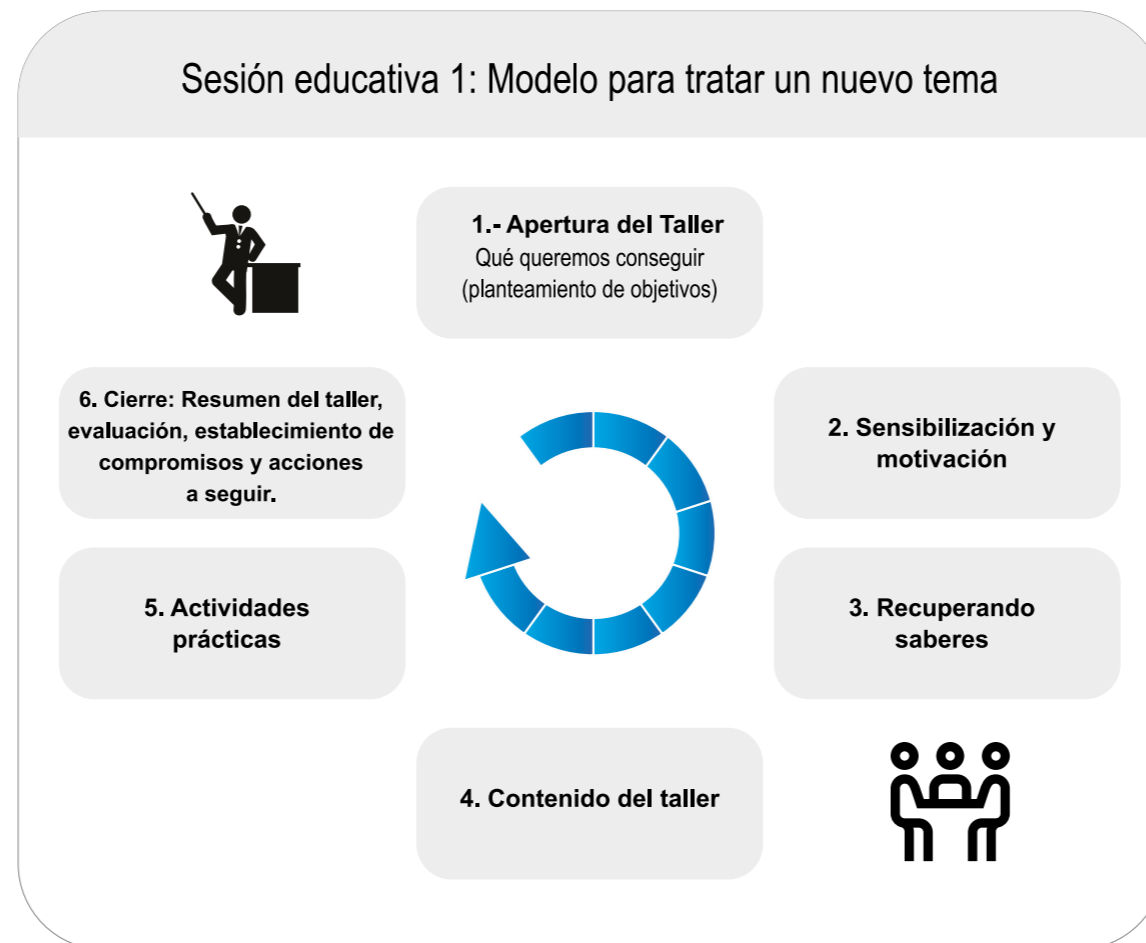 Sesión educativa 1: Modelo para tratar un nuevo tema
1.- Apertura del Taller
Qué queremos conseguir
(planteamiento de objetivos)
2. Sensibilización y
motivación
3. Recuperando
saberes
4. Contenido del taller
5. Actividades
prácticas
6. Cierre: Resumen del taller,
evaluación, establecimiento de
compromisos y acciones
a seguir.